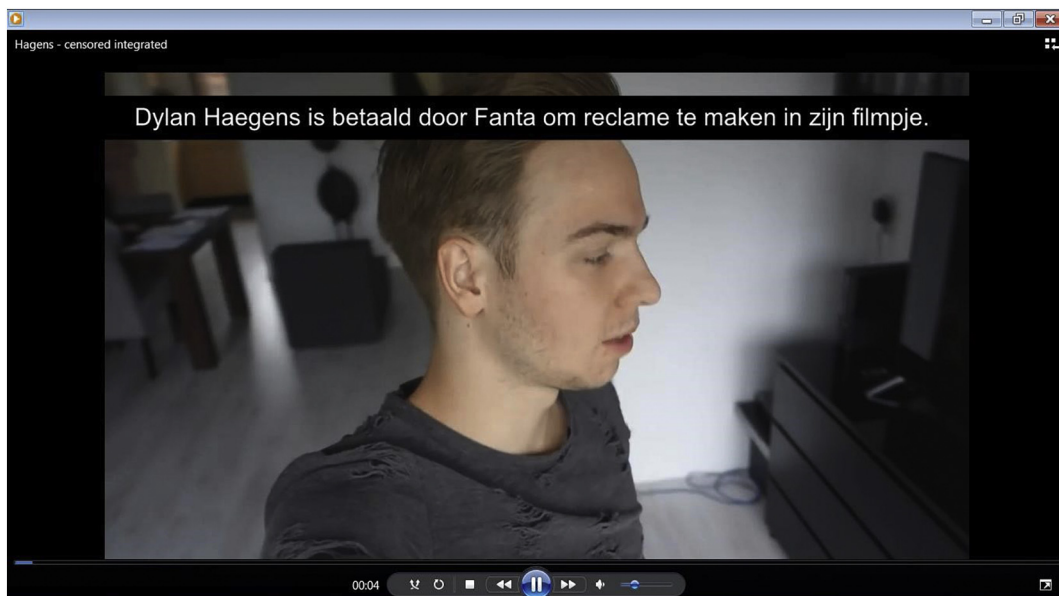 Hagens - censored integrated
Dylan Haegens is betaald door Fanta om reclame te maken in zijn filmpje.
00:04